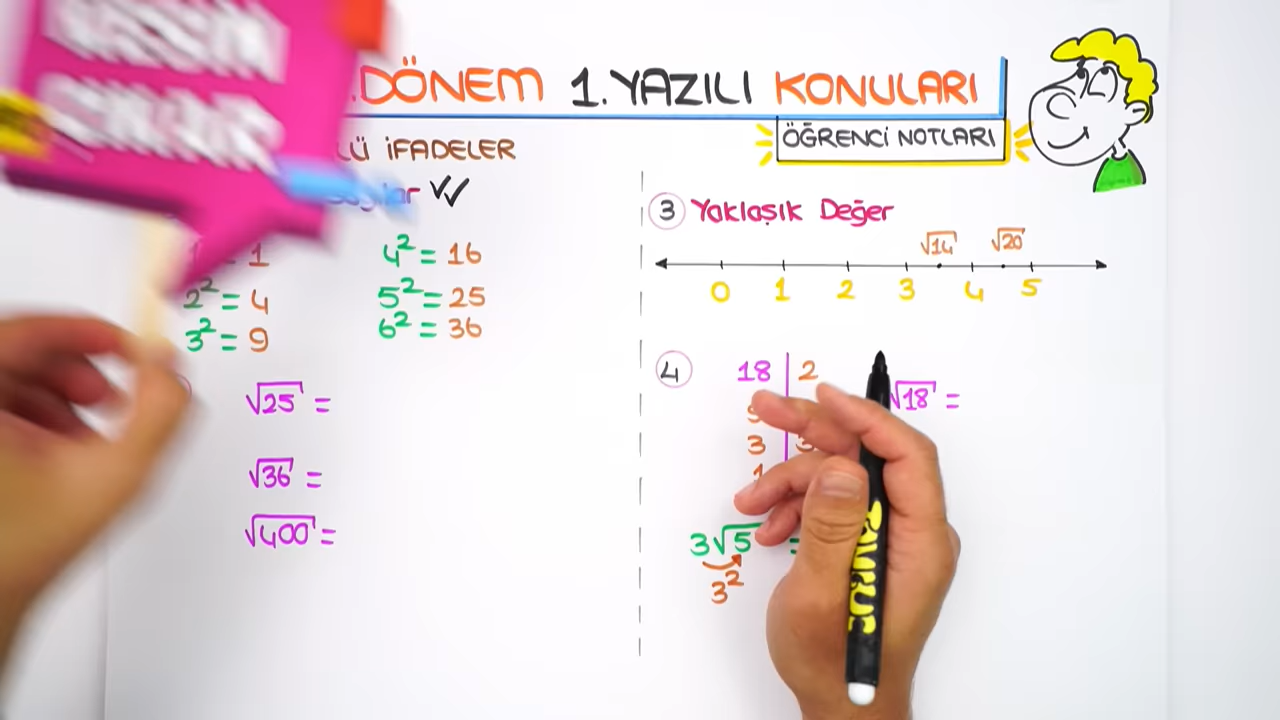 DÖNEM 1.YAZILI KONULARI
ÖĞRENCİ NOTLARI
İFADELER
1
2² = 4
3² = 9
4² = 16
5² = 25
6² = 36
√25 =
√36 =
√400 =
3 Yaklaşık Değer
√14 √20
0 1 2 3 4 5
4
18 2
√18 =
3
1
3√5
3²